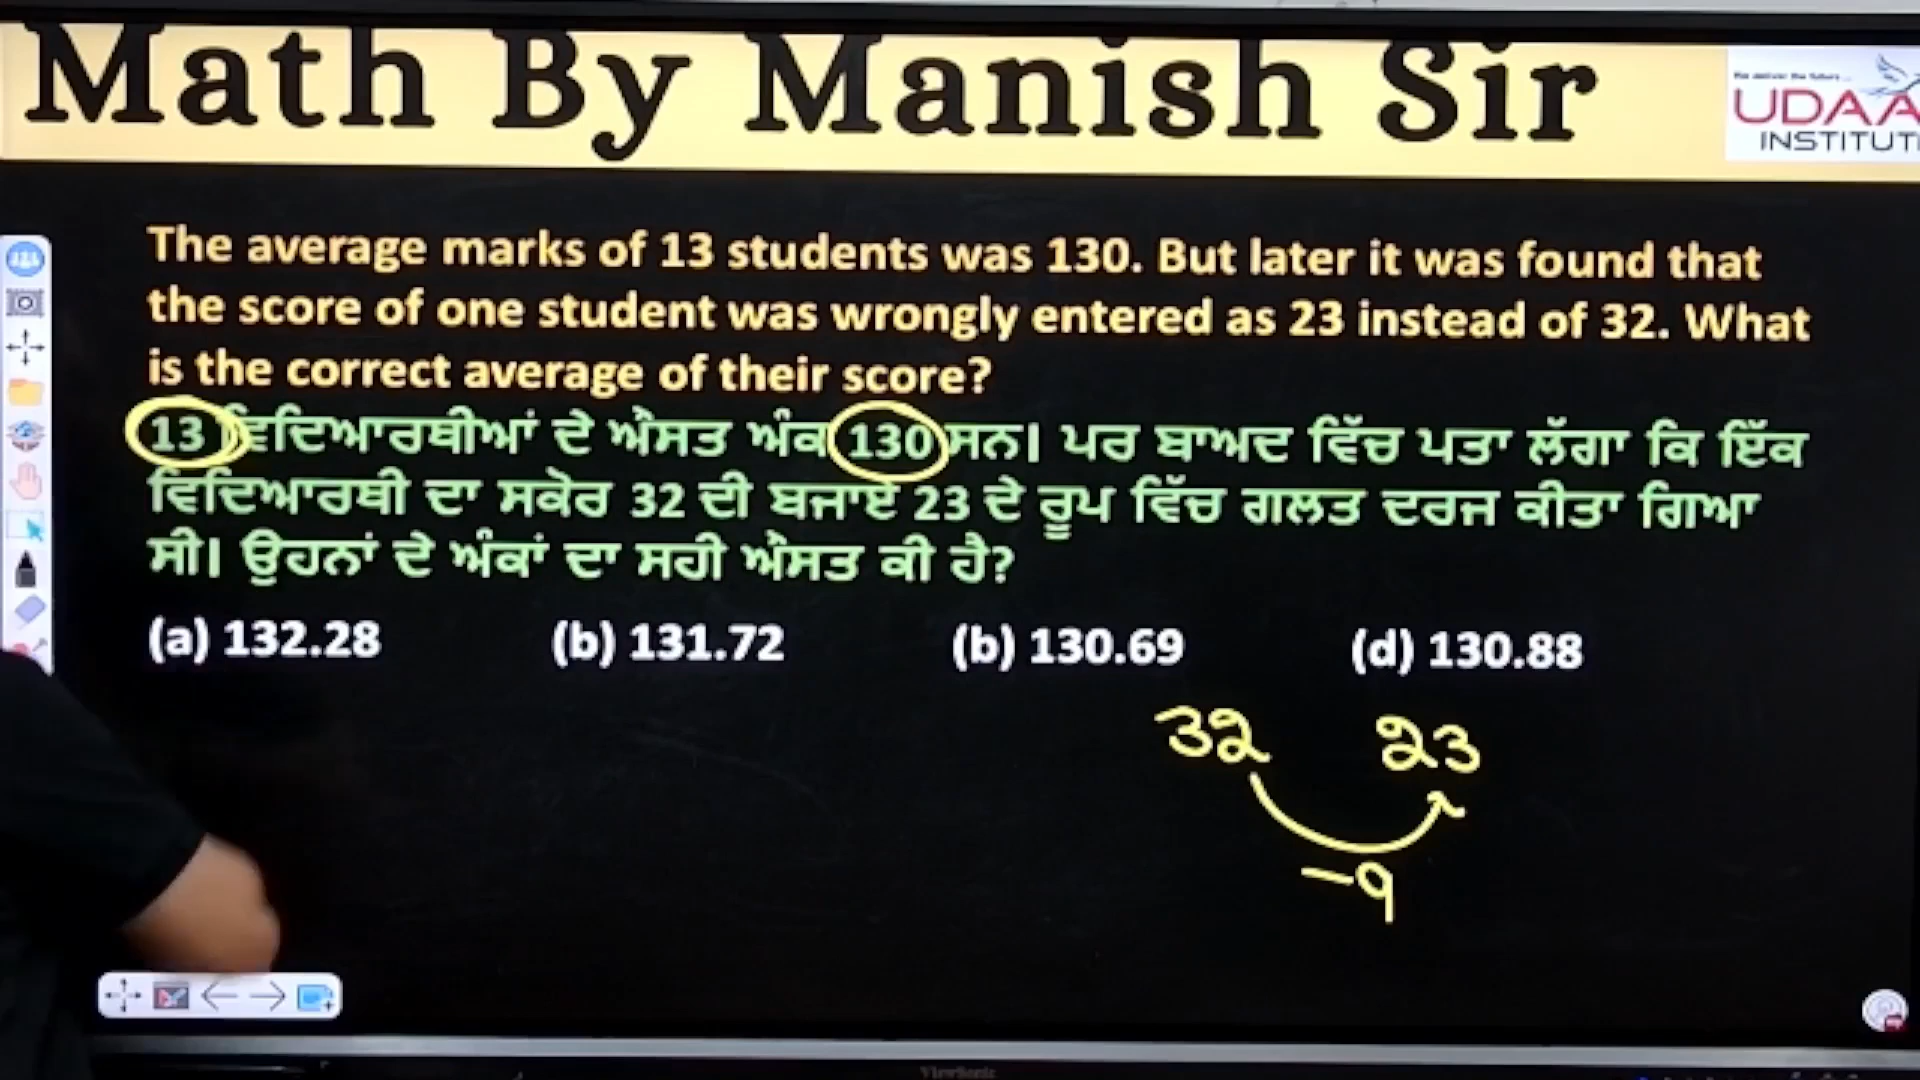 Math By Manish Sir
UDAA
INSTITUT
The average marks of 13 students was 130. But later it was found that
the score of one student was wrongly entered as 23 instead of 32. What
is the correct average of their score?
13 ਵਿਦਿਆਰਥੀਆਂ ਦੇ ਔਸਤ ਅੰਕ 130 ਸਨ। ਪਰ ਬਾਅਦ ਵਿੱਚ ਪਤਾ ਲੱਗਾ ਕਿ ਇੱਕ
ਵਿਦਿਆਰਥੀ ਦਾ ਸਕੋਰ 32 ਦੀ ਬਜਾਏ 23 ਦੇ ਰੂਪ ਵਿੱਚ ਗਲਤ ਦਰਜ ਕੀਤਾ ਗਿਆ
ਸੀ। ਉਹਨਾਂ ਦੇ ਅੰਕਾਂ ਦਾ ਸਹੀ ਔਸਤ ਕੀ ਹੈ?
(a) 132.28 (b) 131.72 (b) 130.69 (d) 130.88
32 23
-9
ViewSonic